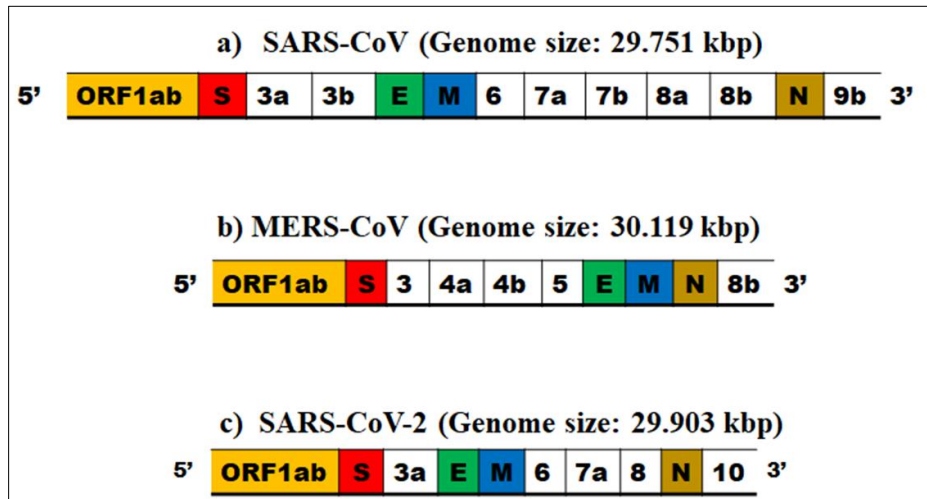 a) SARS-CoV (Genome size: 29.751 kbp)
5’ ORF1ab S 3a 3b E M 6 7a 7b 8a 8b N 9b 3’
b) MERS-CoV (Genome size: 30.119 kbp)
5’ ORF1ab S 3 4a 4b 5 E M N 8b 3’
c) SARS-CoV-2 (Genome size: 29.903 kbp)
5’ ORF1ab S 3a E M 6 7a 8 N 10 3’